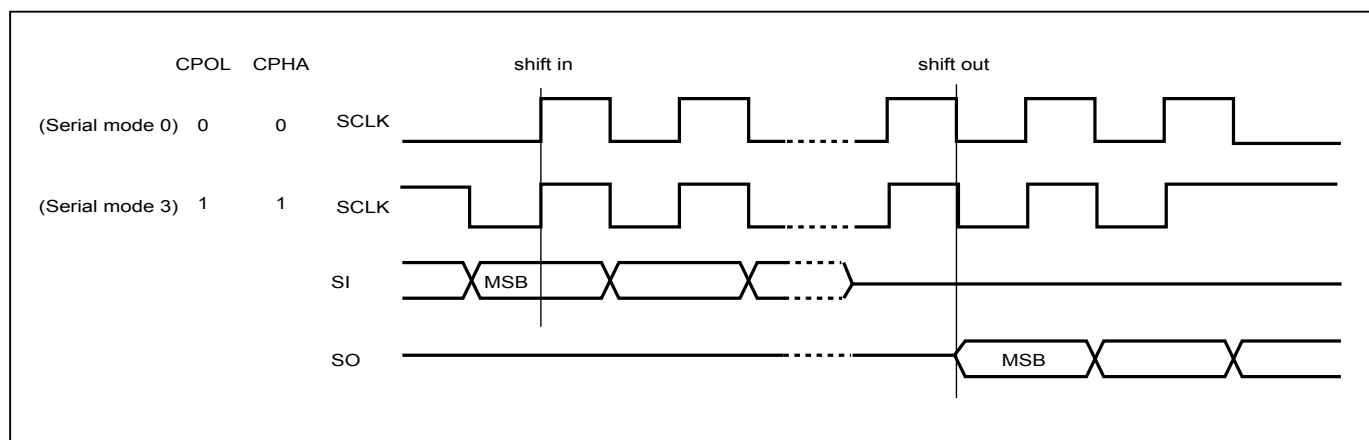 CPOL CPHA shift in shift out
(Serial mode 0) 0 0 SCLK
(Serial mode 3) 1 1 SCLK
SI MSB
SO MSB